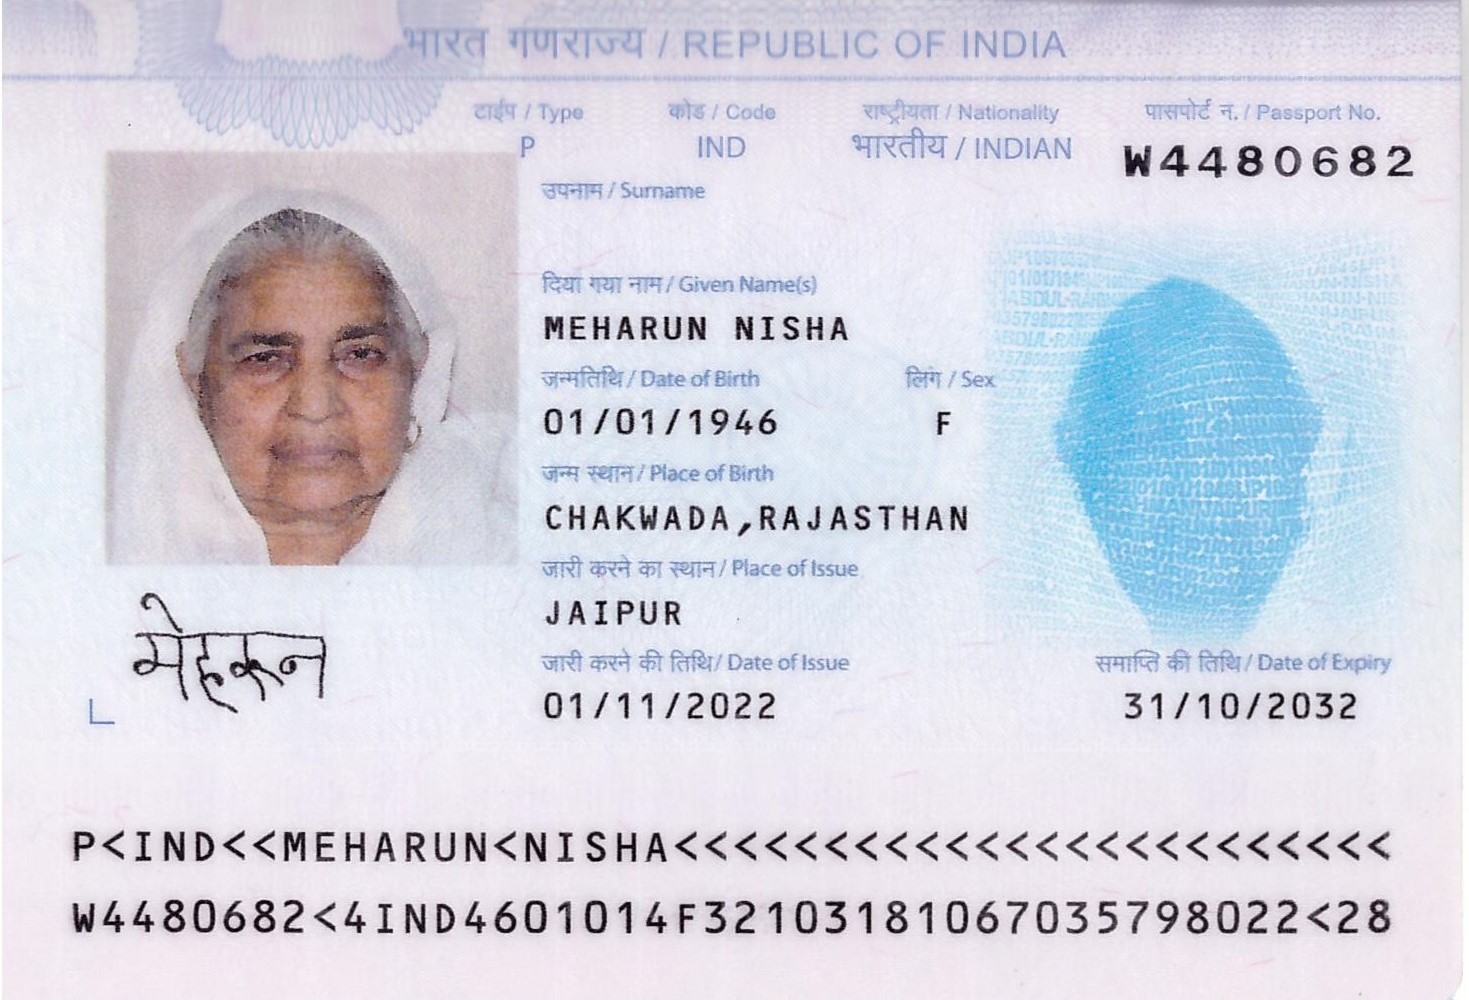 भारत गणराज्य / REPUBLIC OF INDIA
टाईप / Type कोड / Code राष्ट्रीयता / Nationality पासपोर्ट न. / Passport No.
P IND भारतीय / INDIAN W4480682
उपनाम / Surname
दिया गया नाम / Given Name(s)
MEHARUN NISHA
जन्मतिथि / Date of Birth लिंग / Sex
01/01/1946 F
जन्म स्थान / Place of Birth
CHAKWADA,RAJASTHAN
जारी करने का स्थान / Place of Issue
JAIPUR
मेहरून
जारी करने की तिथि / Date of Issue समाप्ति की तिथि / Date of Expiry
01/11/2022 31/10/2032
P<IND<<MEHARUN<NISHA<<<<<<<<<<<<<<<<<<<<<<<<
W4480682<4IND4601014F32103181067035798022<28